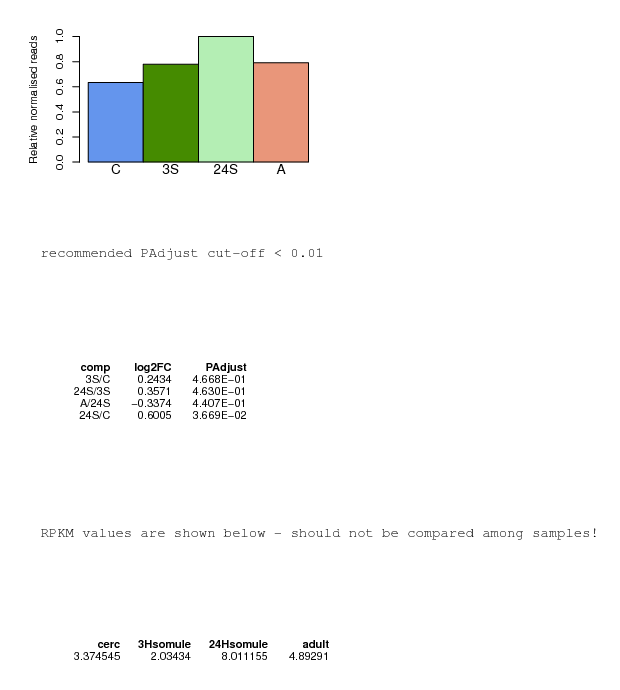 Relative normalised reads
1.0
0.8
0.6
0.4
0.2
0.0
C 3S 24S A
recommended PAdjust cut-off < 0.01
comp log2FC PAdjust
3S/C 0.2434 4.668E-01
24S/3S 0.3571 4.630E-01
A/24S -0.3374 4.407E-01
24S/C 0.6005 3.669E-02
RPKM values are shown below - should not be compared among samples!
cerc 3Hsomule 24Hsomule adult
3.374545 2.03434 8.011155 4.89291